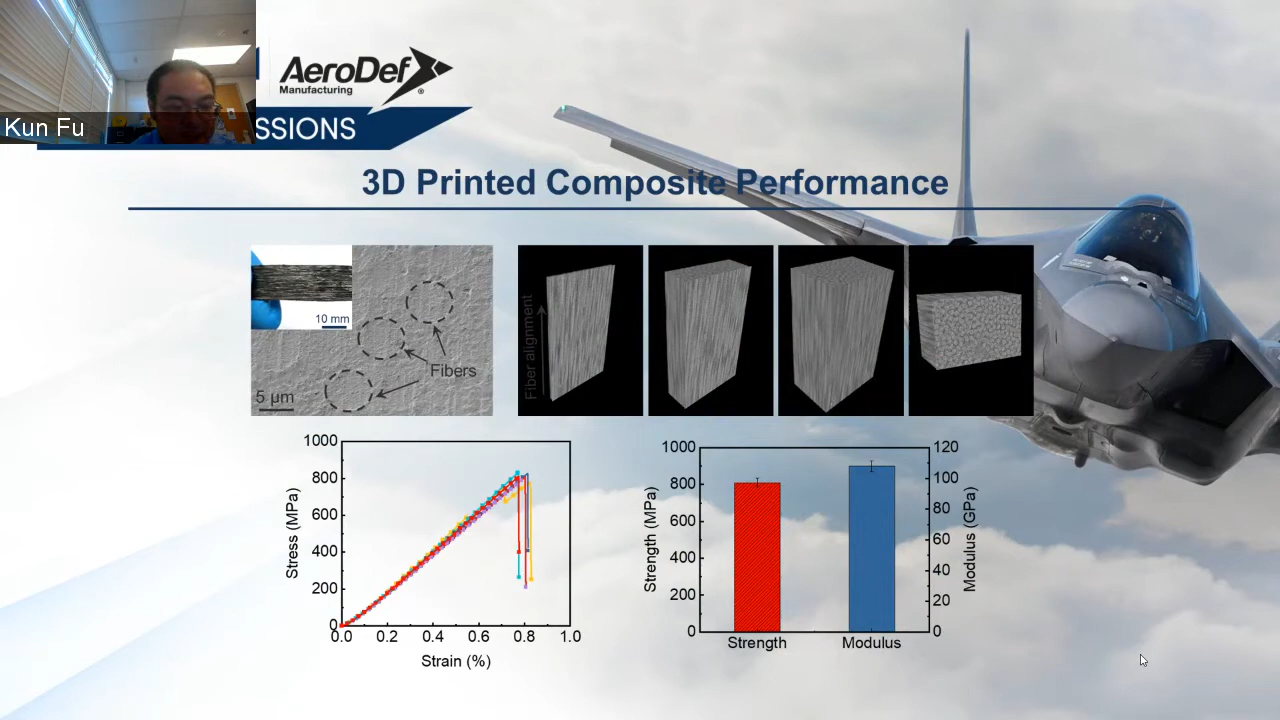 AeroDef
Manufacturing
®
Kun Fu
SSIONS
3D Printed Composite Performance
10 mm
Fibers
5 μm
Fiber alignment
1000
800
600
400
200
0
0.0 0.2 0.4 0.6 0.8 1.0
Stress (MPa)
Strain (%)
1000
800
600
400
200
0
Strength (MPa)
120
100
80
60
40
20
0
Modulus (GPa)
Strength Modulus